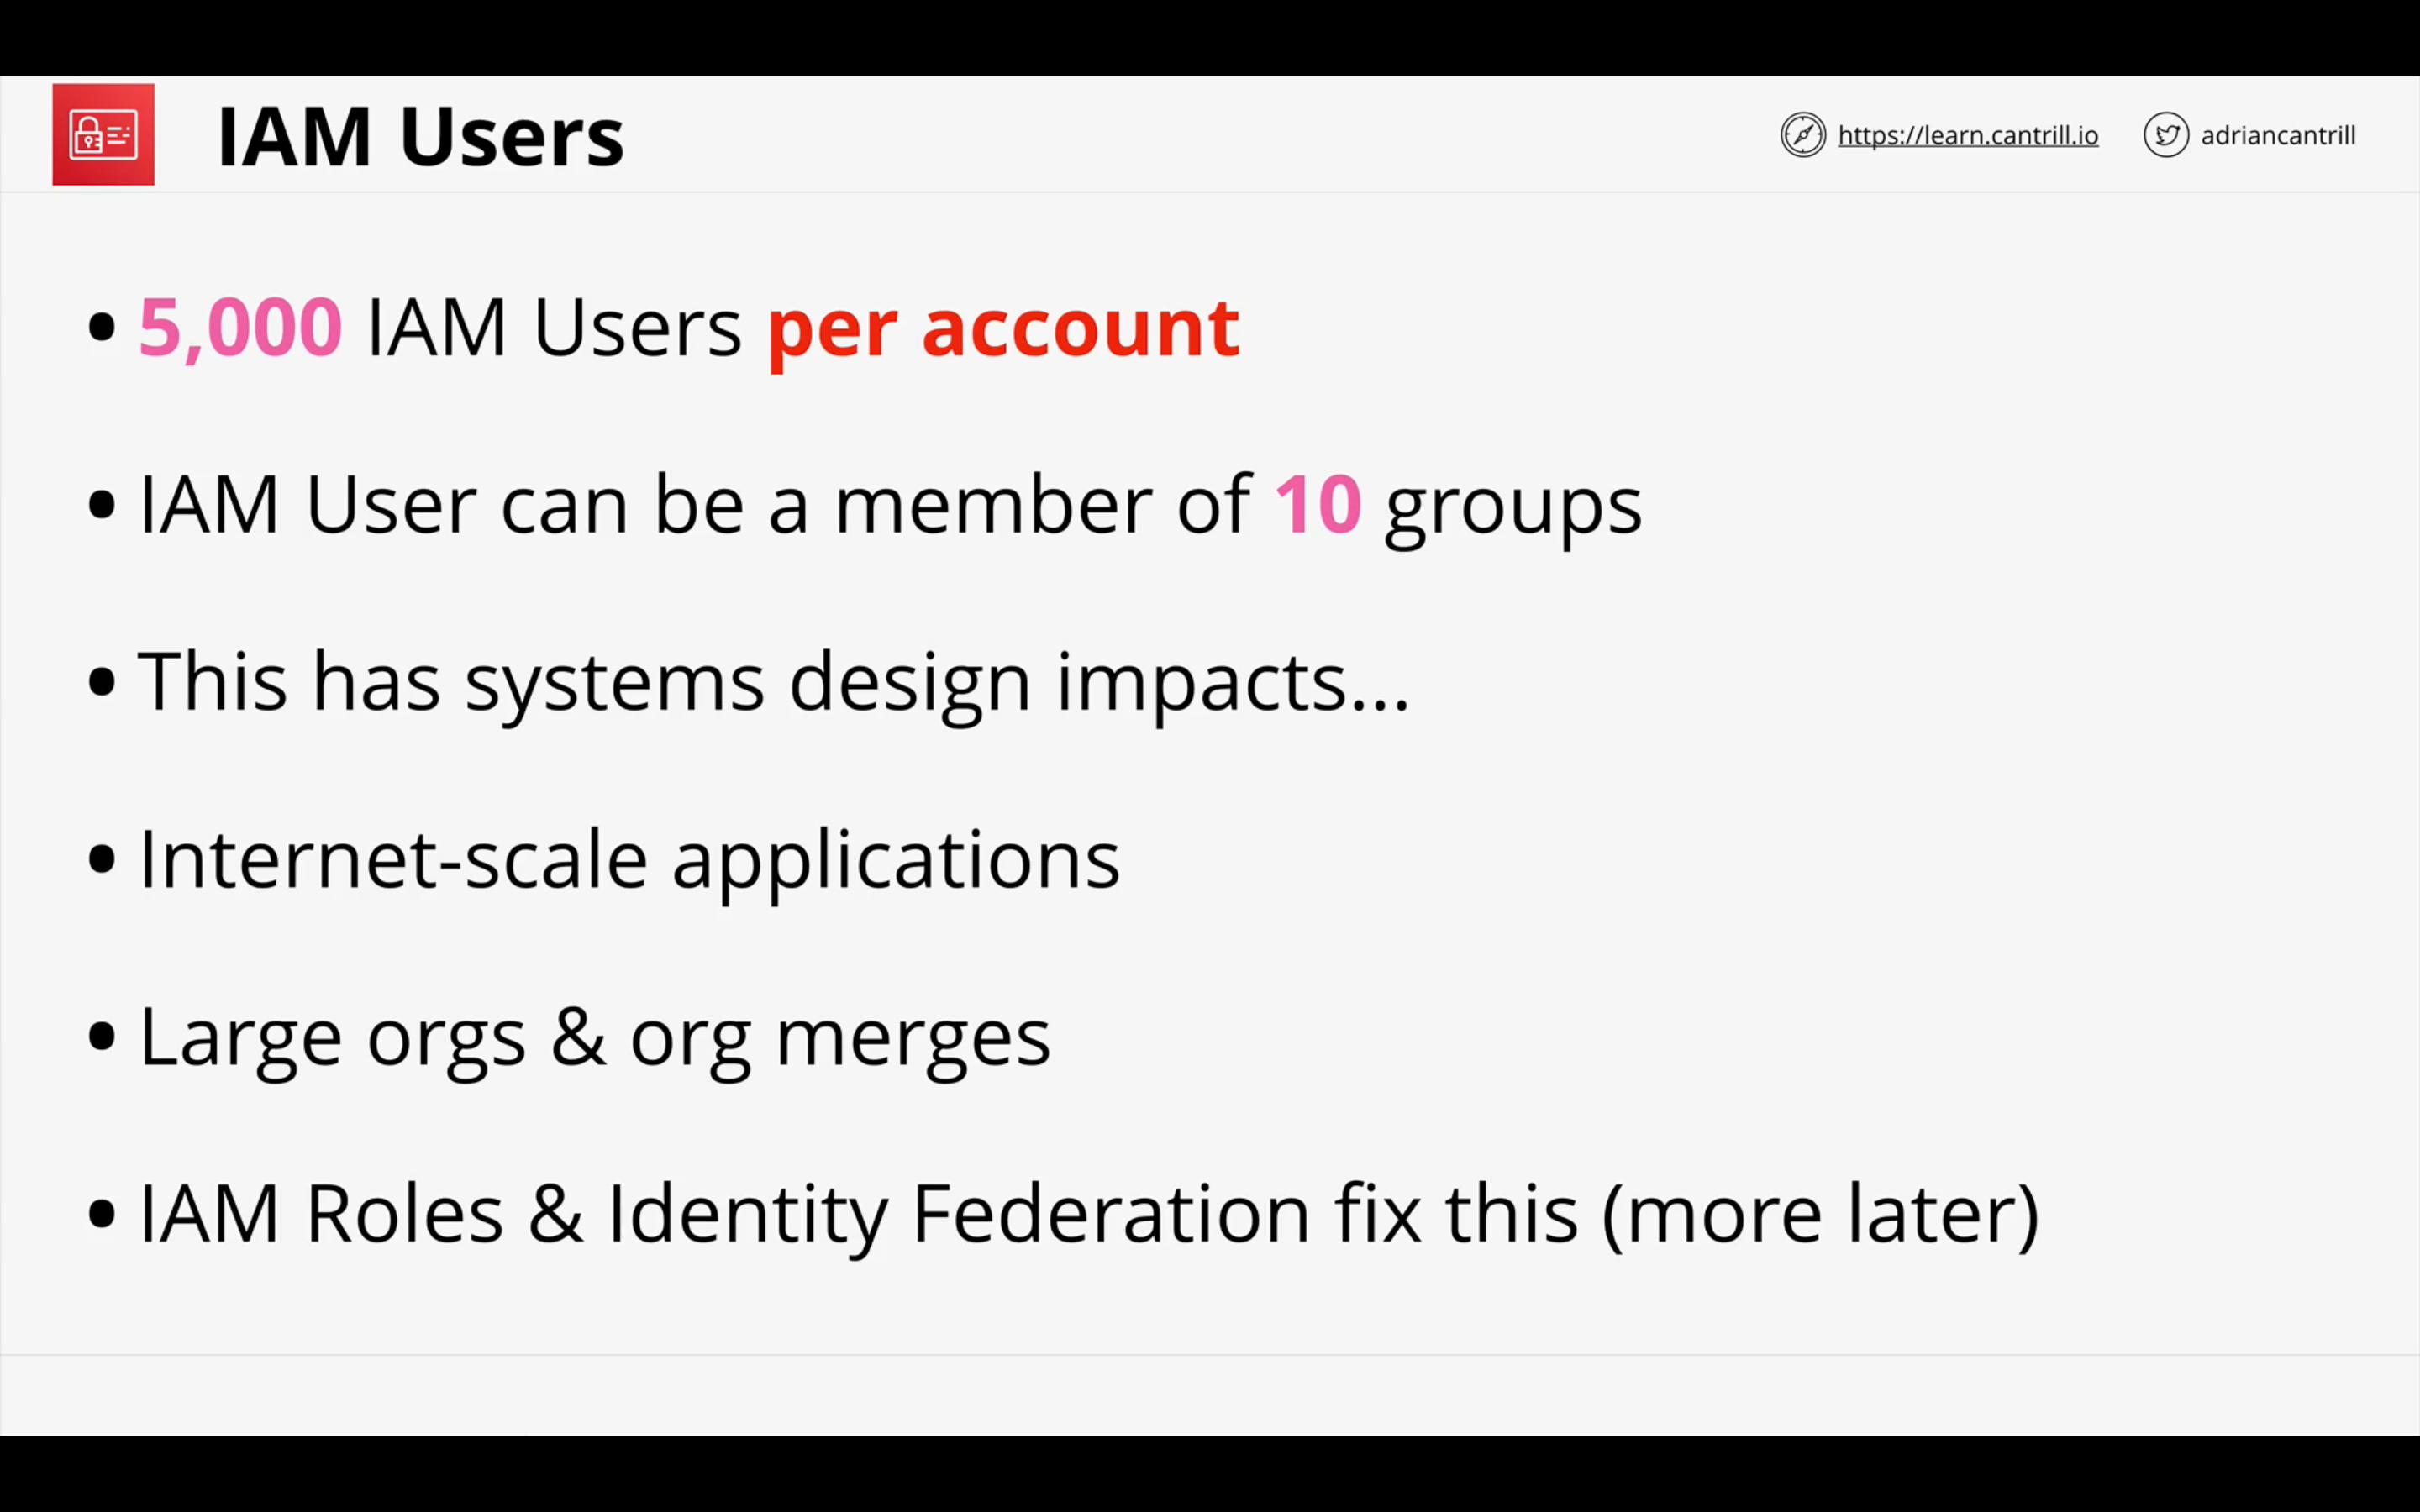 IAM Users
https://learn.cantrill.io
adriancantrill
• 5,000 IAM Users per account
• IAM User can be a member of 10 groups
• This has systems design impacts...
• Internet-scale applications
• Large orgs & org merges
• IAM Roles & Identity Federation fix this (more later)